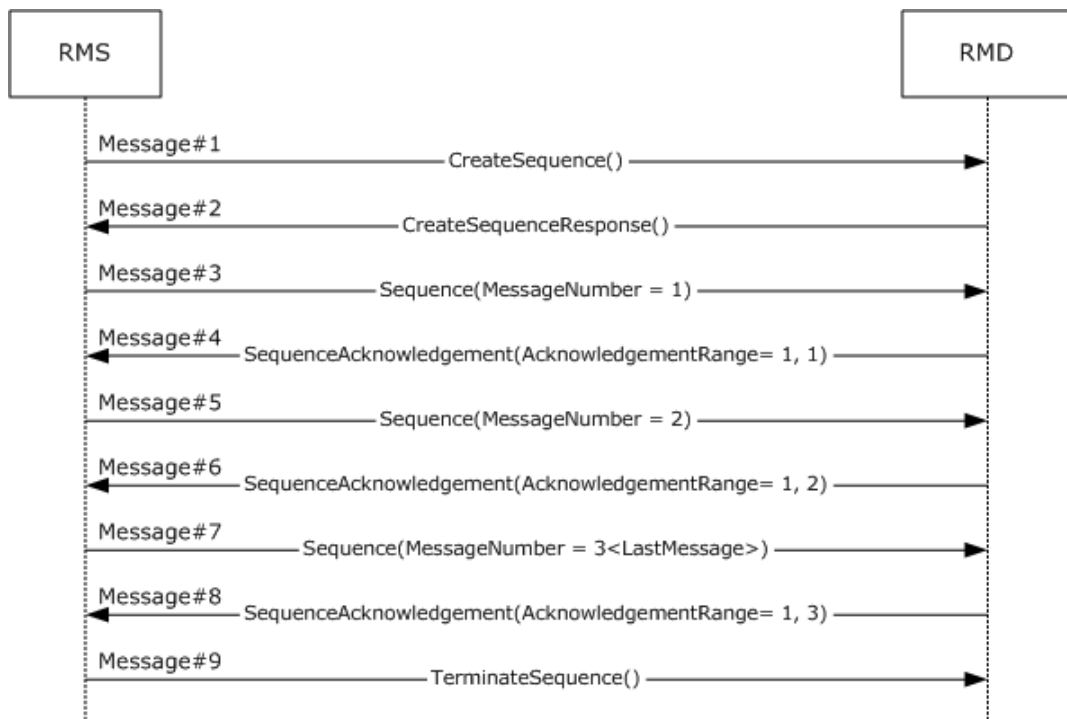 RMS
RMD
Message#1
CreateSequence()
Message#2
CreateSequenceResponse()
Message#3
Sequence(MessageNumber = 1)
Message#4
SequenceAcknowledgement(AcknowledgementRange= 1, 1)
Message#5
Sequence(MessageNumber = 2)
Message#6
SequenceAcknowledgement(AcknowledgementRange= 1, 2)
Message#7
Sequence(MessageNumber = 3<LastMessage>)
Message#8
SequenceAcknowledgement(AcknowledgementRange= 1, 3)
Message#9
TerminateSequence()